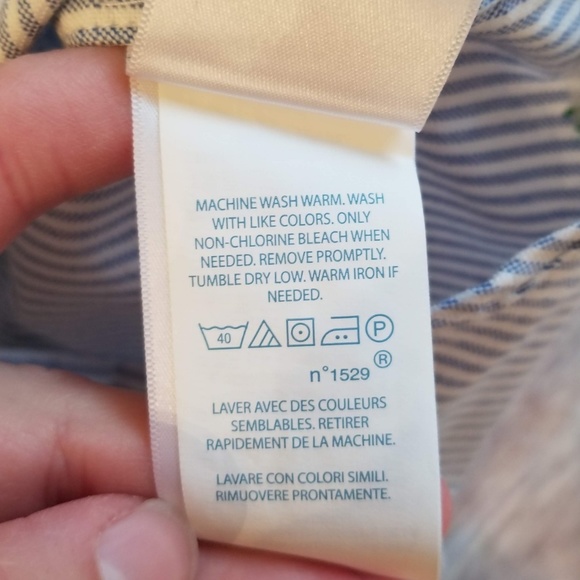 MACHINE WASH WARM. WASH
WITH LIKE COLORS. ONLY
NON-CHLORINE BLEACH WHEN
NEEDED. REMOVE PROMPTLY.
TUMBLE DRY LOW. WARM IRON IF
NEEDED.
40 P
n°1529 ®
LAVER AVEC DES COULEURS
SEMBLABLES. RETIRER
RAPIDEMENT DE LA MACHINE.
LAVARE CON COLORI SIMILI.
RIMUOVERE PRONTAMENTE.